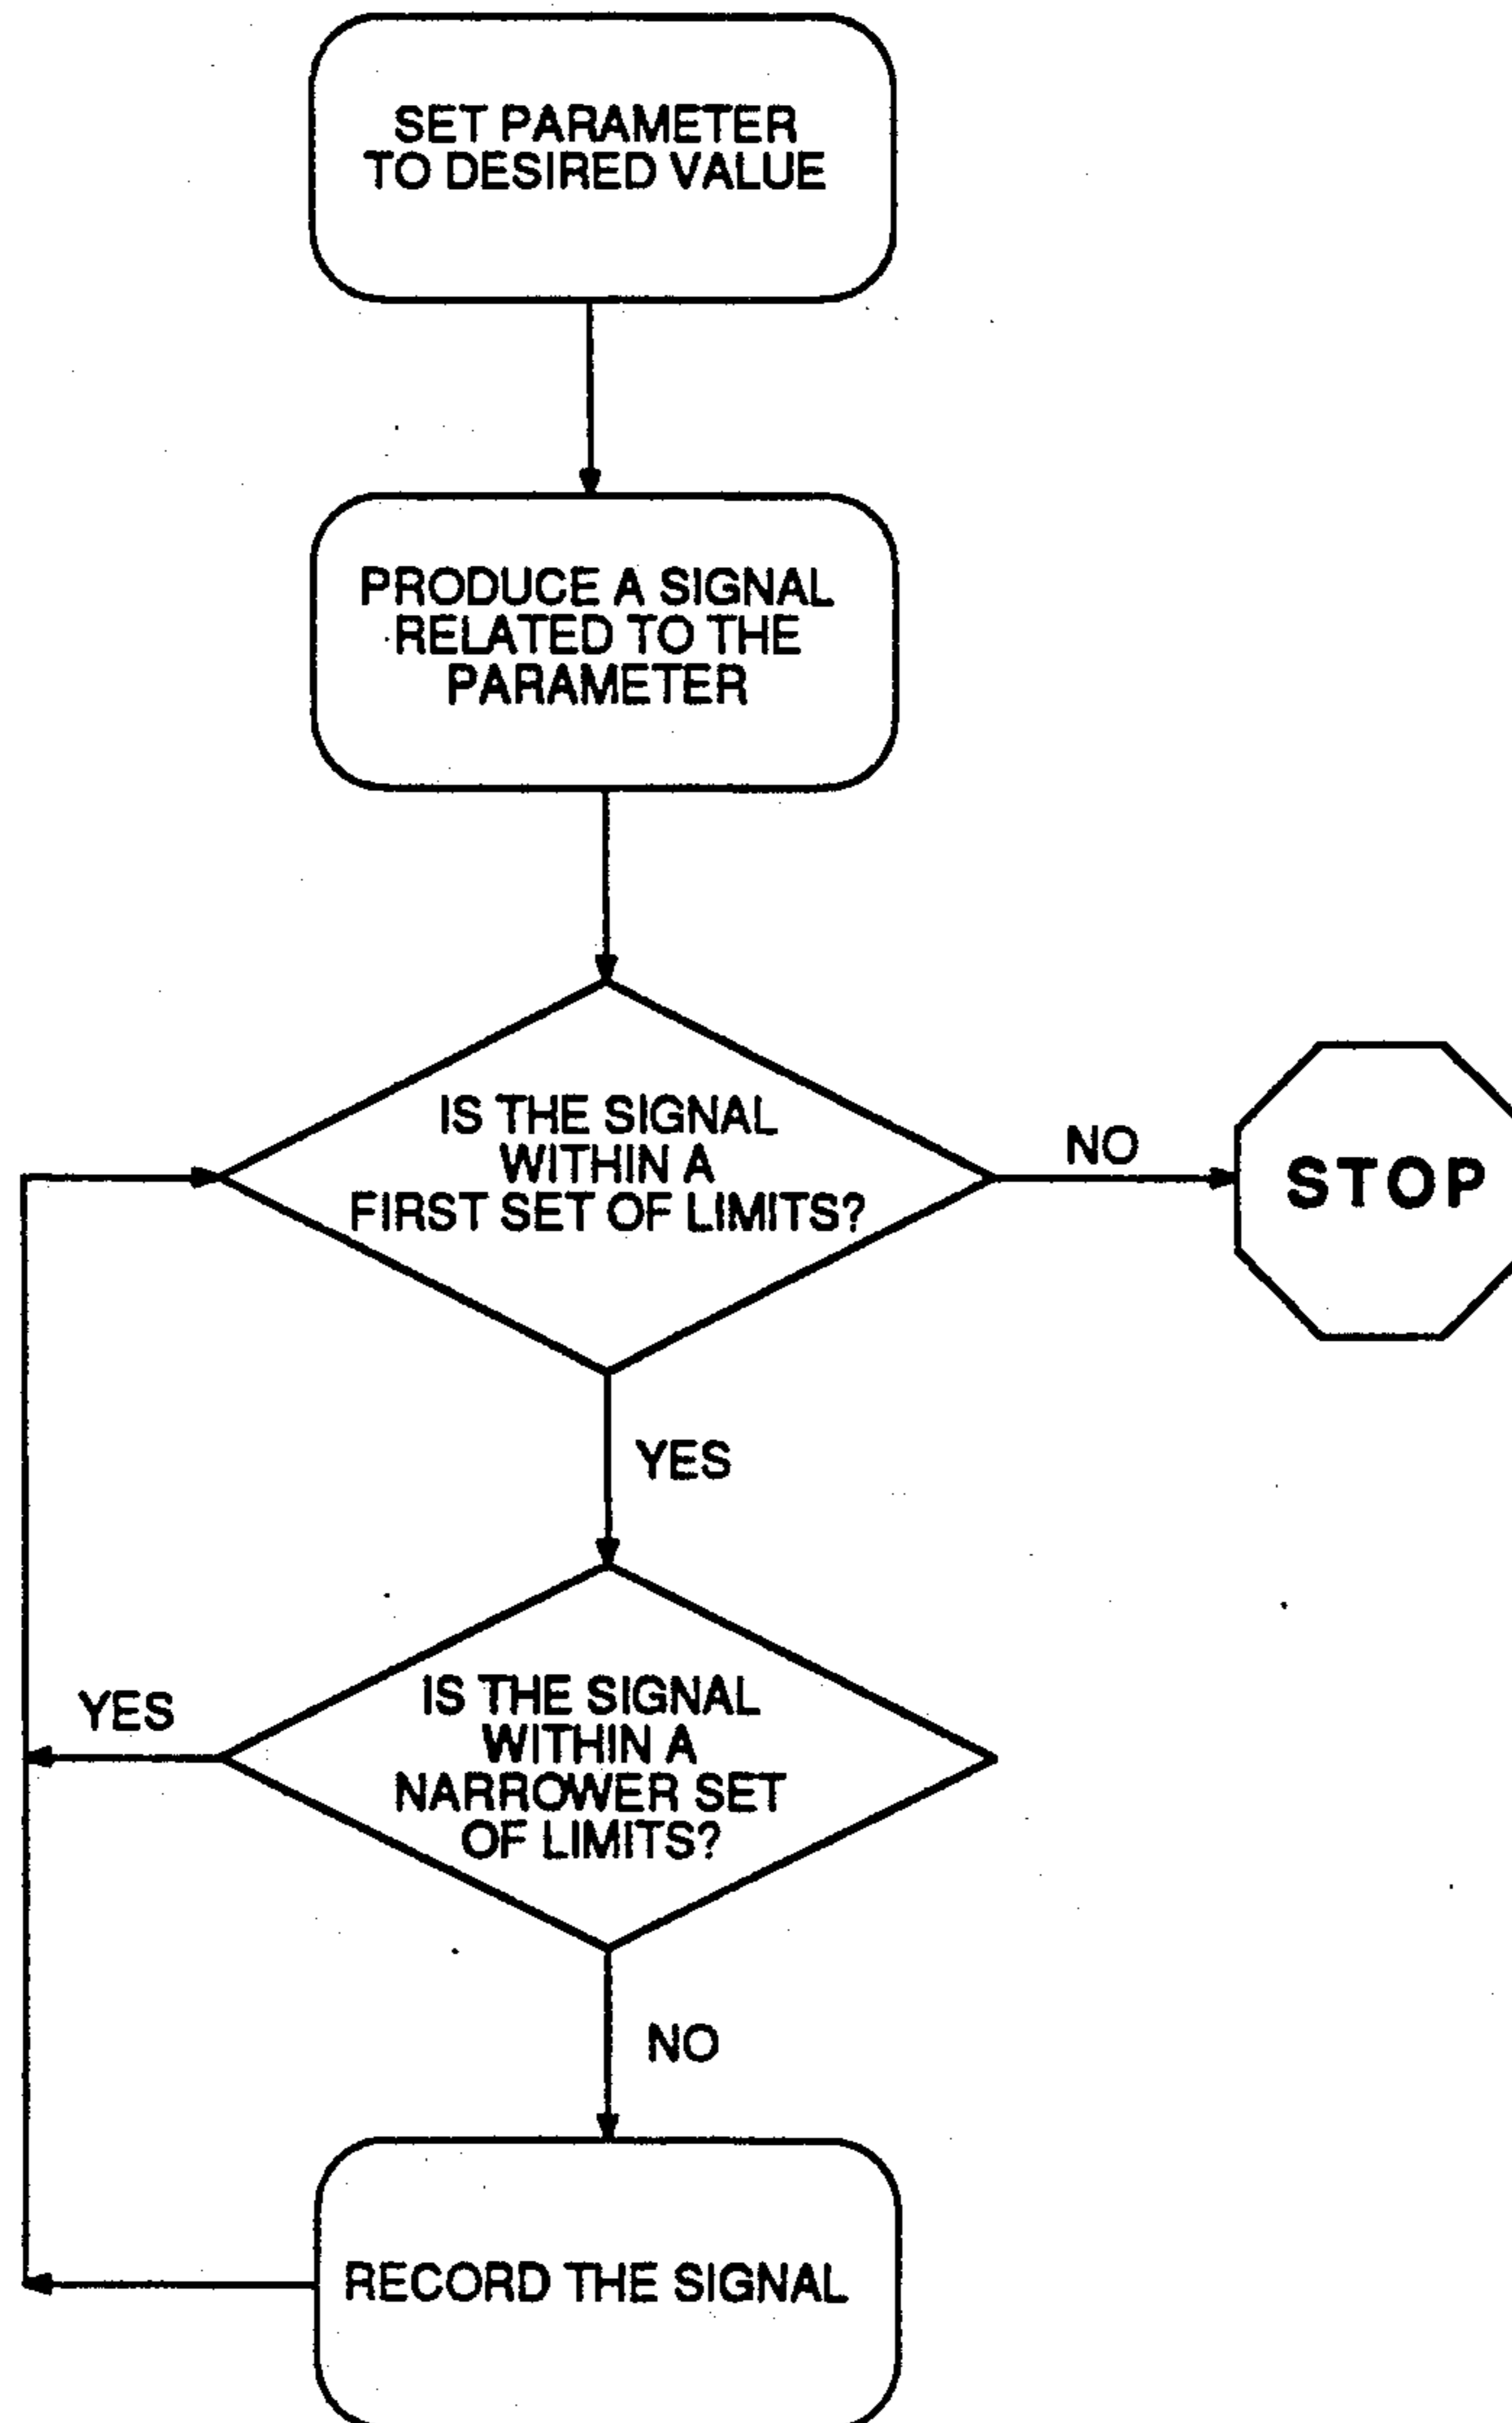 SET PARAMETER
TO DESIRED VALUE
PRODUCE A SIGNAL
RELATED TO THE
PARAMETER
IS THE SIGNAL
WITHIN A
FIRST SET OF LIMITS?
NO
STOP
YES
IS THE SIGNAL
WITHIN A
NARROWER SET
OF LIMITS?
YES
NO
RECORD THE SIGNAL